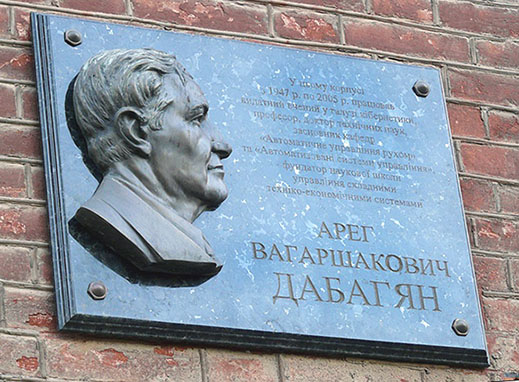 У цьому корпусі
з 1947 р. по 2005 р. працював
видатний вчений у галузі кібернетики,
професор, доктор технічних наук,
засновник кафедр
«Автоматичне управління рухом»
та «Автоматизовані системи управління»,
фундатор наукової школи
управління складними
техніко-економічними системами
АРЕГ
ВАГАРШАКОВИЧ
ДАБАГЯН